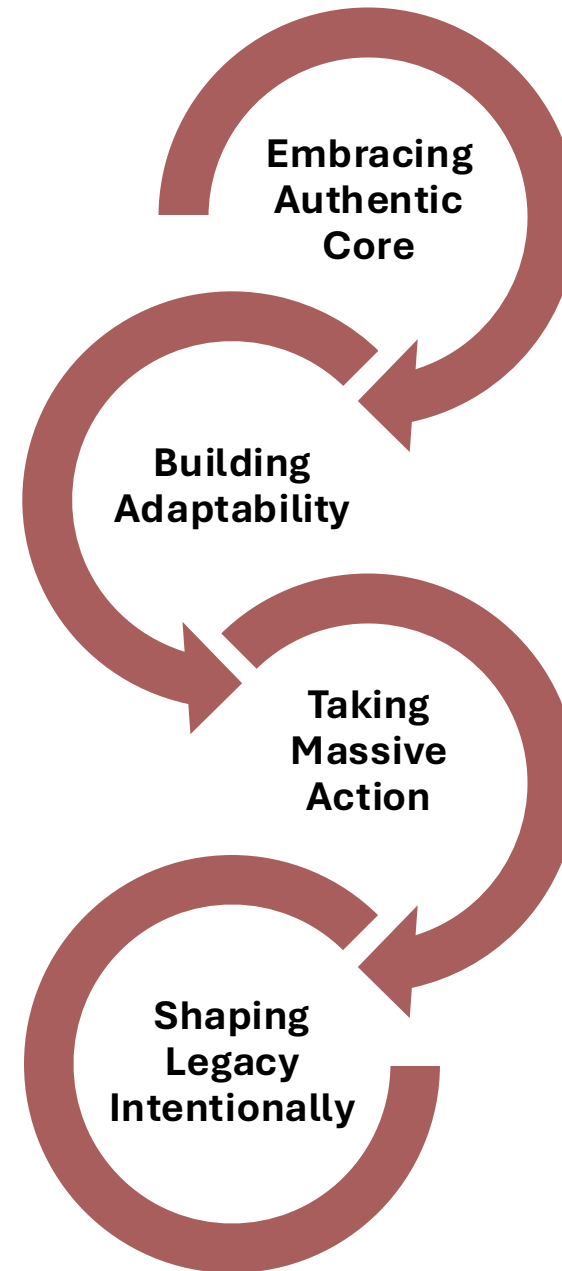 Embracing
Authentic
Core
Building
Adaptability
Taking
Massive
Action
Shaping
Legacy
Intentionally